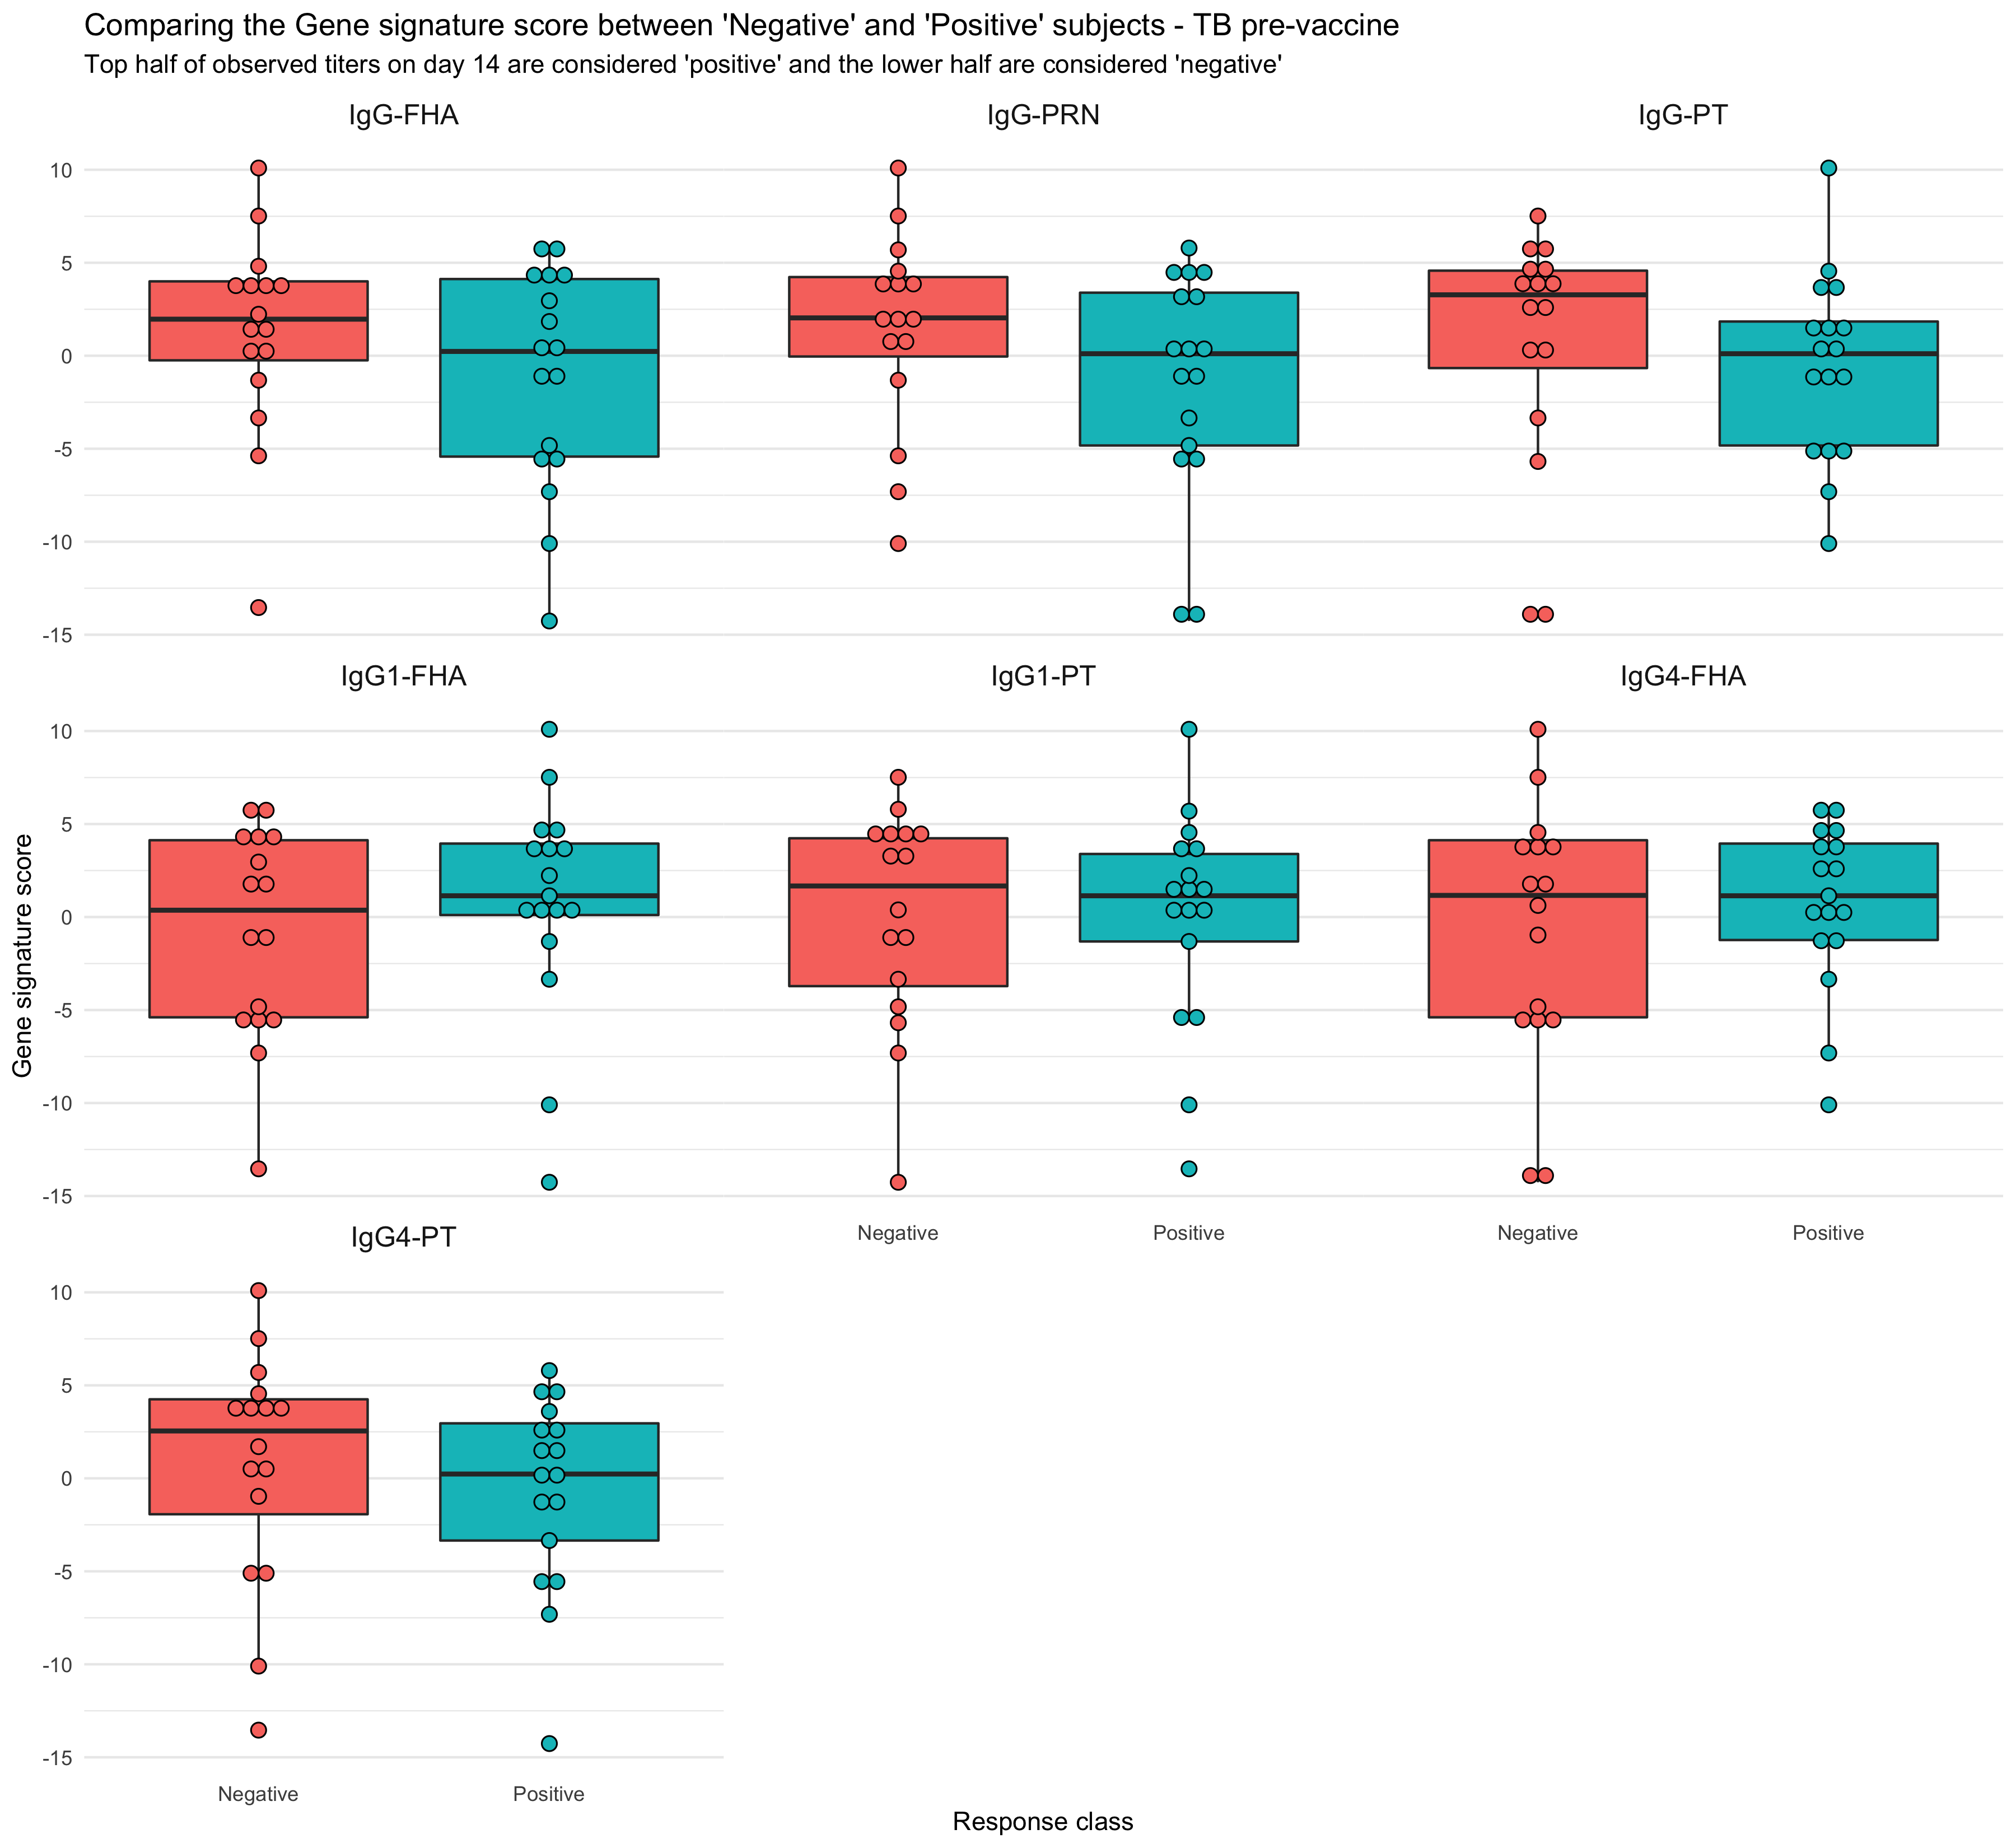 Comparing the Gene signature score between 'Negative' and 'Positive' subjects - TB pre-vaccine
Top half of observed titers on day 14 are considered 'positive' and the lower half are considered 'negative'
IgG-FHA
IgG-PRN
IgG-PT
10
5
0
-5
-10
-15
IgG1-FHA
IgG1-PT
IgG4-FHA
10
5
0
-5
-10
-15
Gene signature score
Negative
Positive
Negative
Positive
IgG4-PT
10
5
0
-5
-10
-15
Negative
Positive
Response class